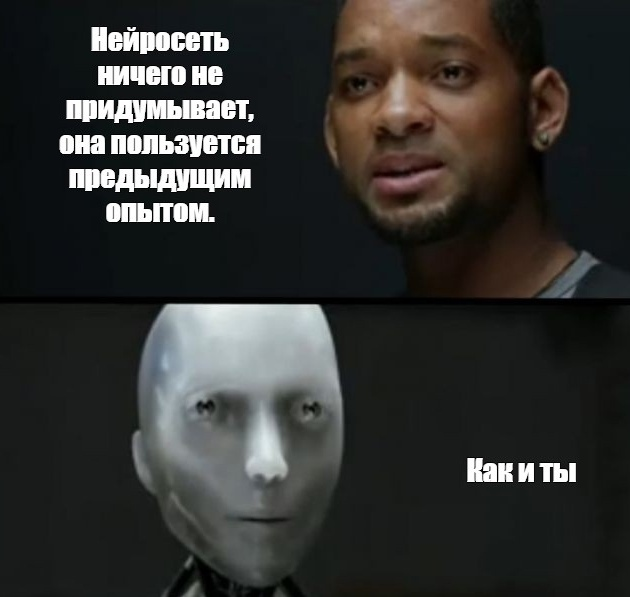 Нейросеть
ничего не
придумывает,
она пользуется
предыдущим
опытом.
Как и ты